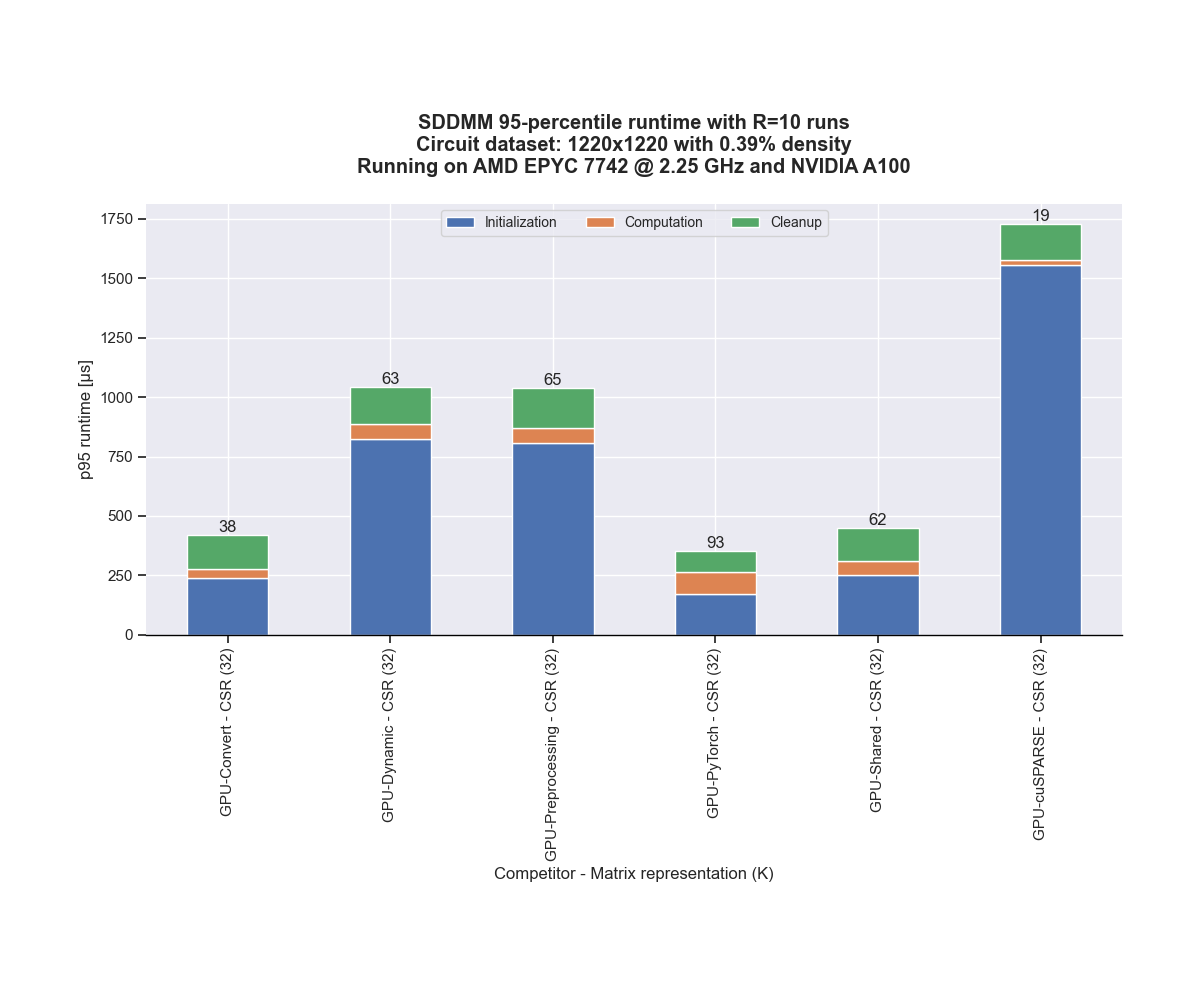 SDDMM 95-percentile runtime with R=10 runs
Circuit dataset: 1220x1220 with 0.39% density
Running on AMD EPYC 7742 @ 2.25 GHz and NVIDIA A100
Initialization Computation Cleanup
p95 runtime [µs]
1750
1500
1250
1000
750
500
250
0
38
63
65
93
62
19
GPU-Convert - CSR (32)
GPU-Dynamic - CSR (32)
GPU-Preprocessing - CSR (32)
GPU-PyTorch - CSR (32)
GPU-Shared - CSR (32)
GPU-cuSPARSE - CSR (32)
Competitor - Matrix representation (K)